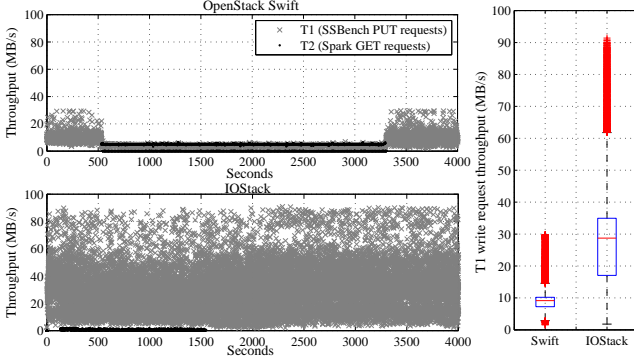 OpenStack Swift
Throughput (MB/s)
100
80
60
40
20
0
T1 (SSBench PUT requests)
T2 (Spark GET requests)
0 500 1000 1500 2000 2500 3000 3500 4000
Seconds
IOStack
Throughput (MB/s)
100
80
60
40
20
0
0 500 1000 1500 2000 2500 3000 3500 4000
Seconds
T1 write request throughput (MB/s)
100
90
80
70
60
50
40
30
20
10
0
Swift IOStack